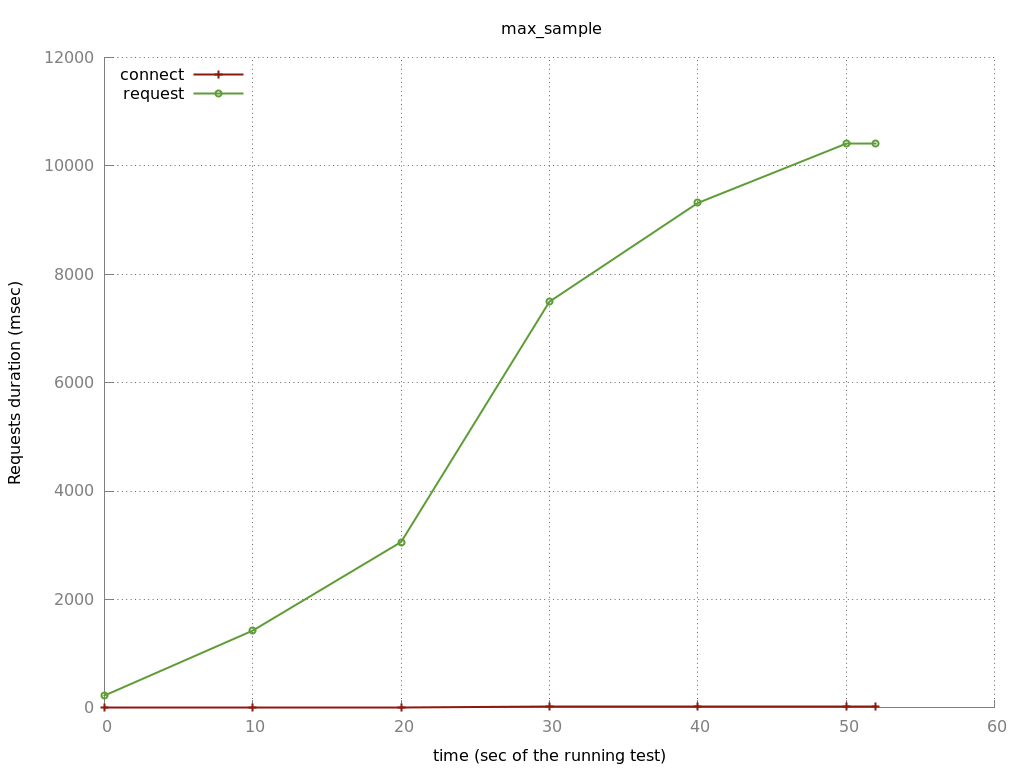 max_sample
12000
connect
request
10000
8000
Requests duration (msec)
6000
4000
2000
0
0 10 20 30 40 50 60
time (sec of the running test)